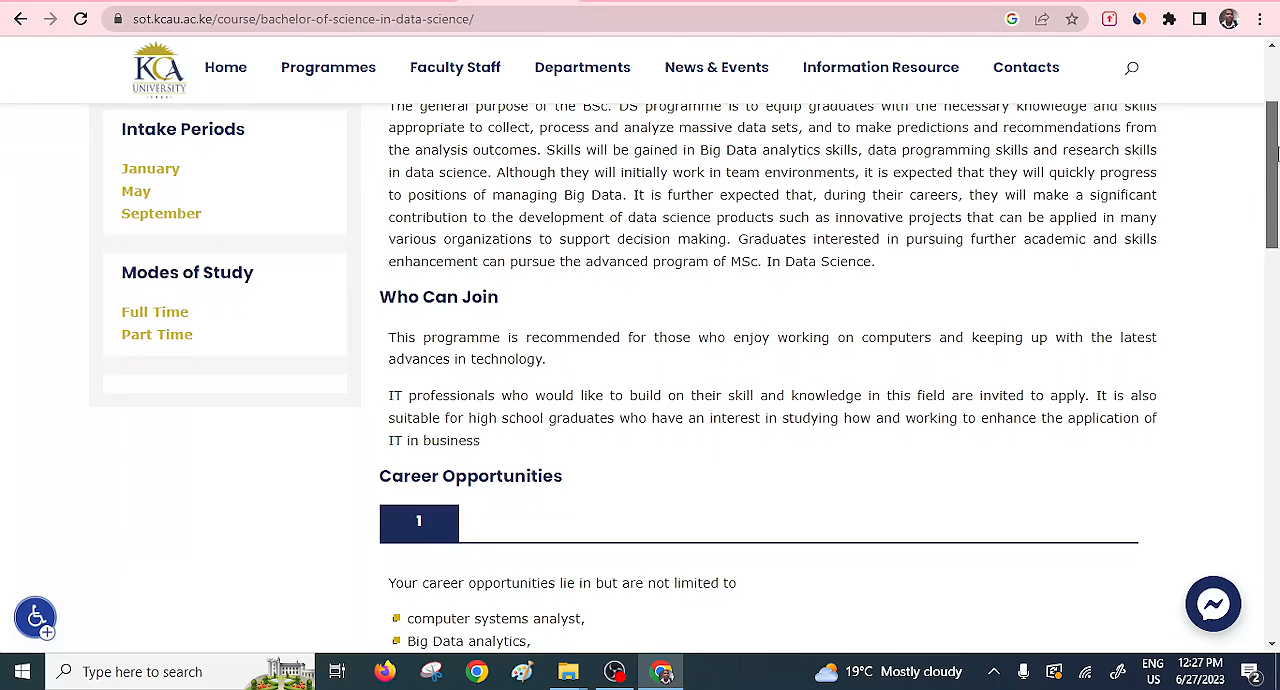 sot.kcau.ac.ke/course/bachelor-of-science-in-data-science/
KCA
UNIVERSITY
Home
Programmes
Faculty Staff
Departments
News & Events
Information Resource
Contacts
Intake Periods
January
May
September
Modes of Study
Full Time
Part Time
The general purpose of the BSc. DS programme is to equip graduates with the necessary knowledge and skills
appropriate to collect, process and analyze massive data sets, and to make predictions and recommendations from
the analysis outcomes. Skills will be gained in Big Data analytics skills, data programming skills and research skills
in data science. Although they will initially work in team environments, it is expected that they will quickly progress
to positions of managing Big Data. It is further expected that, during their careers, they will make a significant
contribution to the development of data science products such as innovative projects that can be applied in many
various organizations to support decision making. Graduates interested in pursuing further academic and skills
enhancement can pursue the advanced program of MSc. In Data Science.
Who Can Join
This programme is recommended for those who enjoy working on computers and keeping up with the latest
advances in technology.
IT professionals who would like to build on their skill and knowledge in this field are invited to apply. It is also
suitable for high school graduates who have an interest in studying how and working to enhance the application of
IT in business
Career Opportunities
1
Your career opportunities lie in but are not limited to
computer systems analyst,
Big Data analytics,
Type here to search
19°C Mostly cloudy
ENG
US
12:27 PM
6/27/2023
2